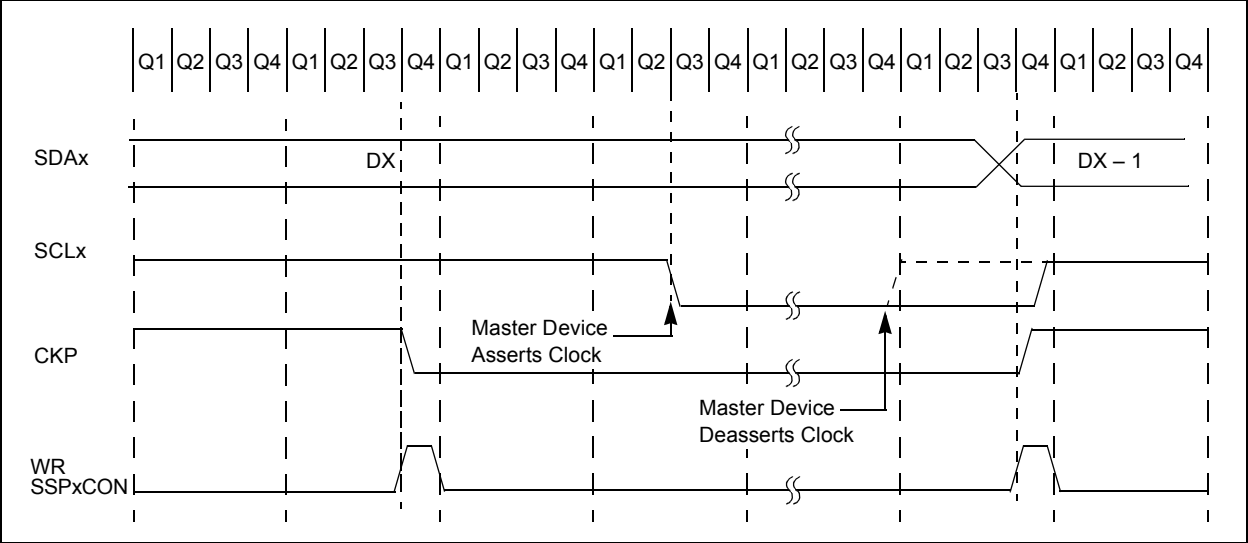 Q1 Q2 Q3 Q4 Q1 Q2 Q3 Q4 Q1 Q2 Q3 Q4 Q1 Q2 Q3 Q4 Q1 Q2 Q3 Q4 Q1 Q2 Q3 Q4 Q1 Q2 Q3 Q4
SDAx
DX
DX – 1
SCLx
Master Device
Asserts Clock
CKP
Master Device
Deasserts Clock
WR
SSPxCON